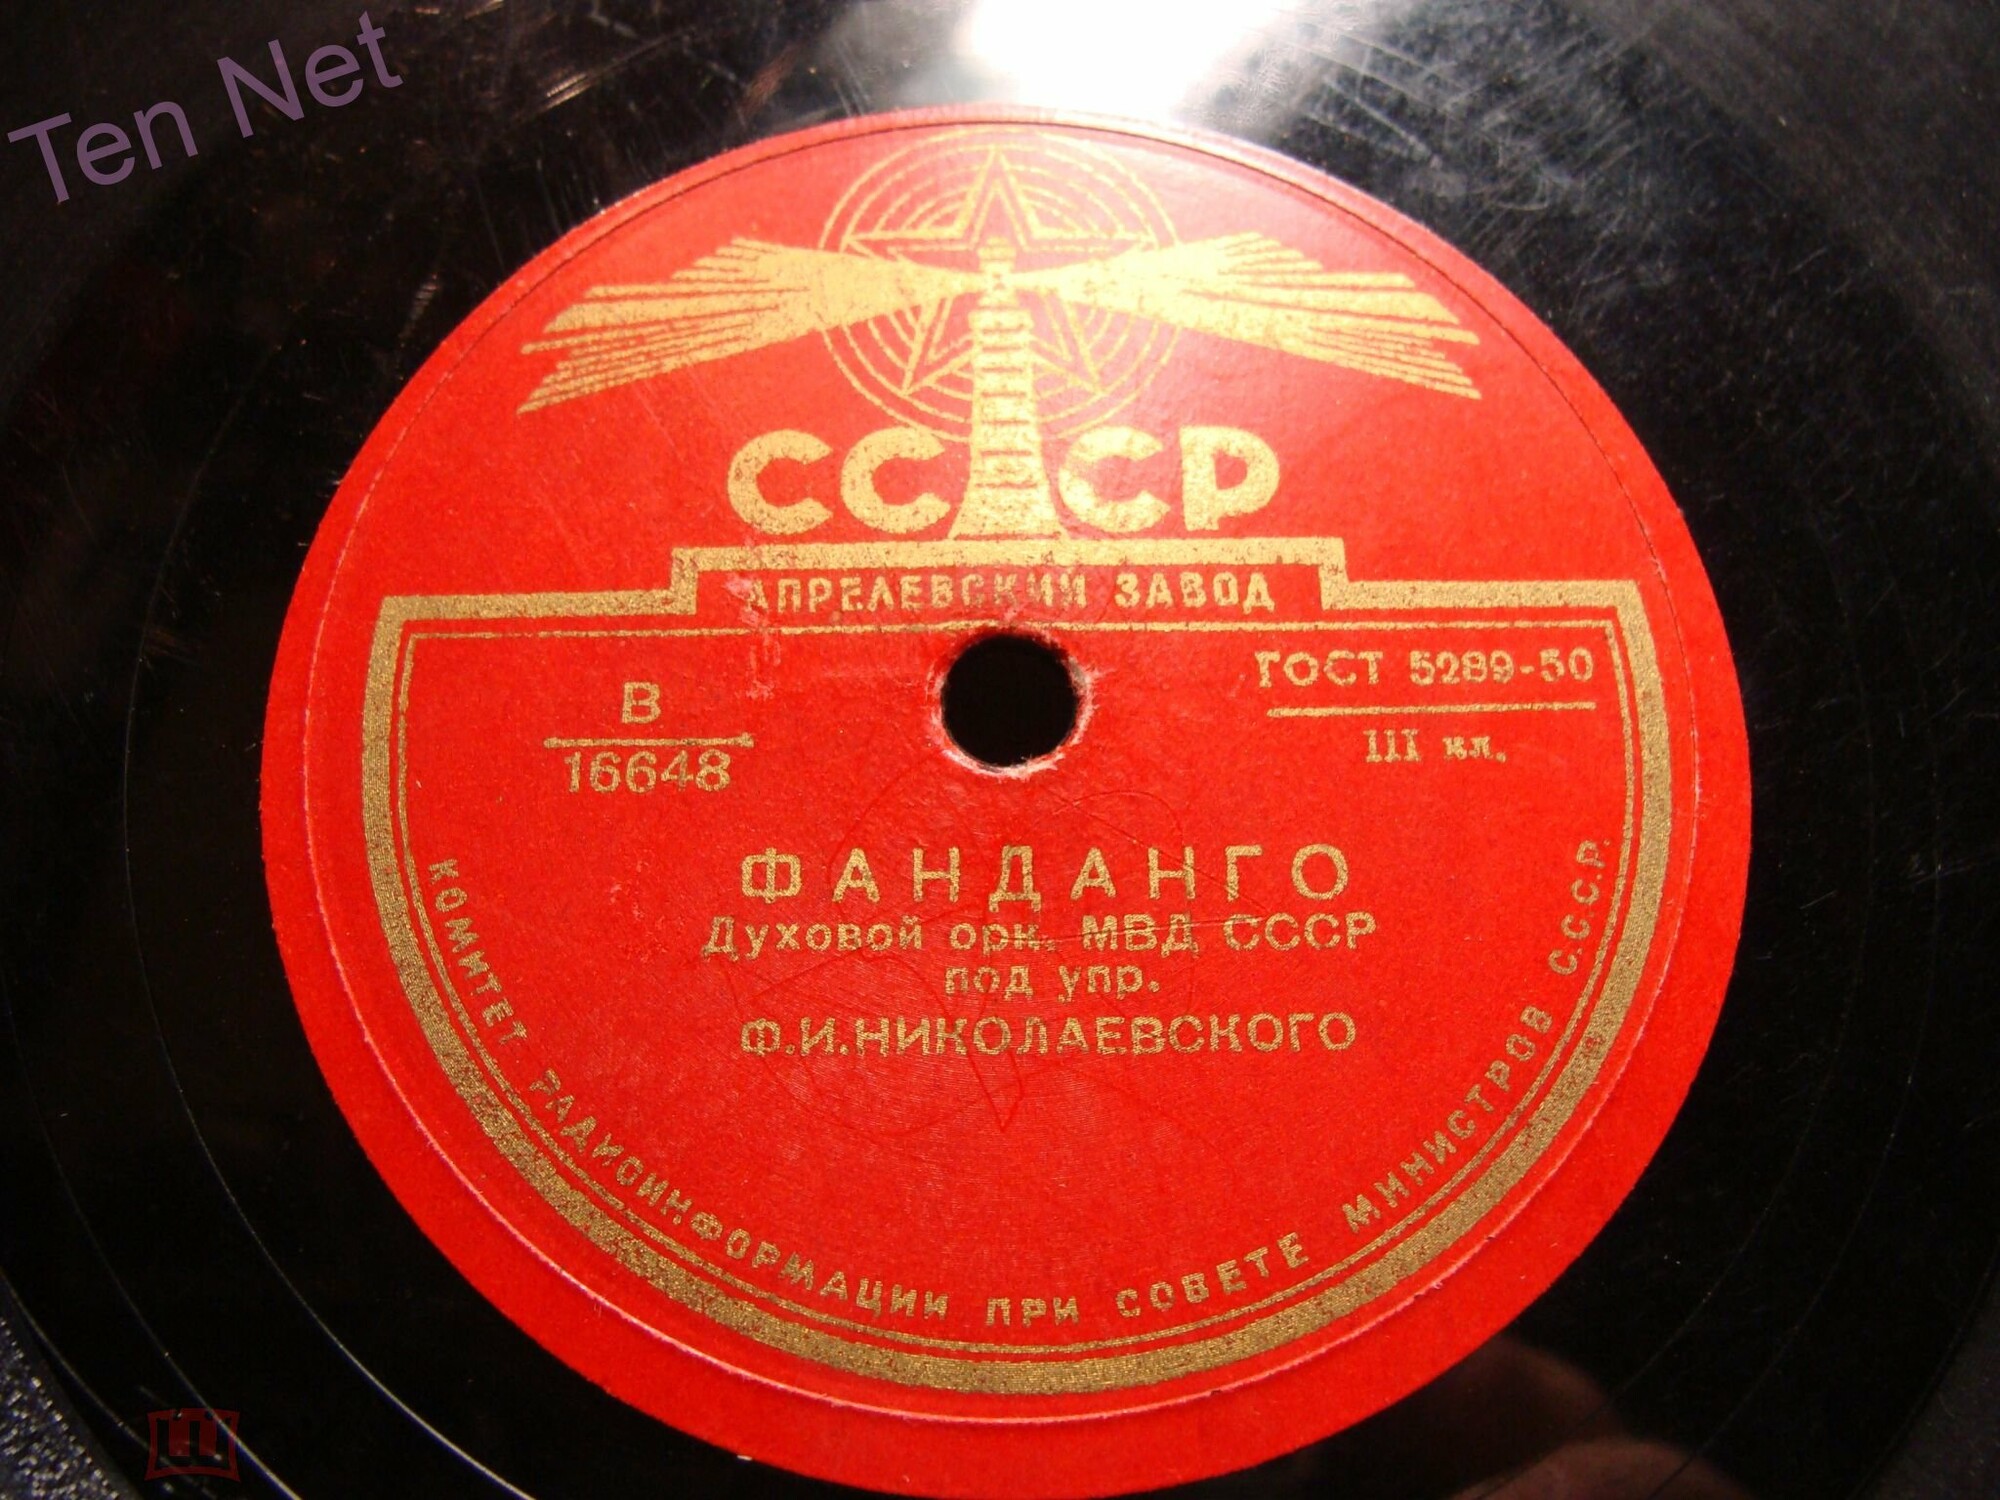 Ten Net
СССР
АПРЕЛЕВСКИЙ ЗАВОД
ГОСТ 5289-50
III кл.
В
16648
ФАНДАНГО
Духовой орк. МВД СССР
под упр.
Ф.И.НИКОЛАЕВСКОГО
КОМИТЕТ РАДИОИНФОРМАЦИИ ПРИ СОВЕТЕ МИНИСТРОВ С.С.С.Р.